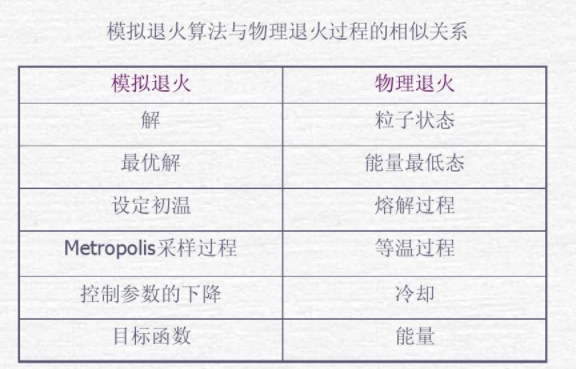 模拟退火算法与物理退火过程的相似关系
模拟退火 物理退火
解 粒子状态
最优解 能量最低态
设定初温 熔解过程
Metropolis采样过程 等温过程
控制参数的下降 冷却
目标函数 能量